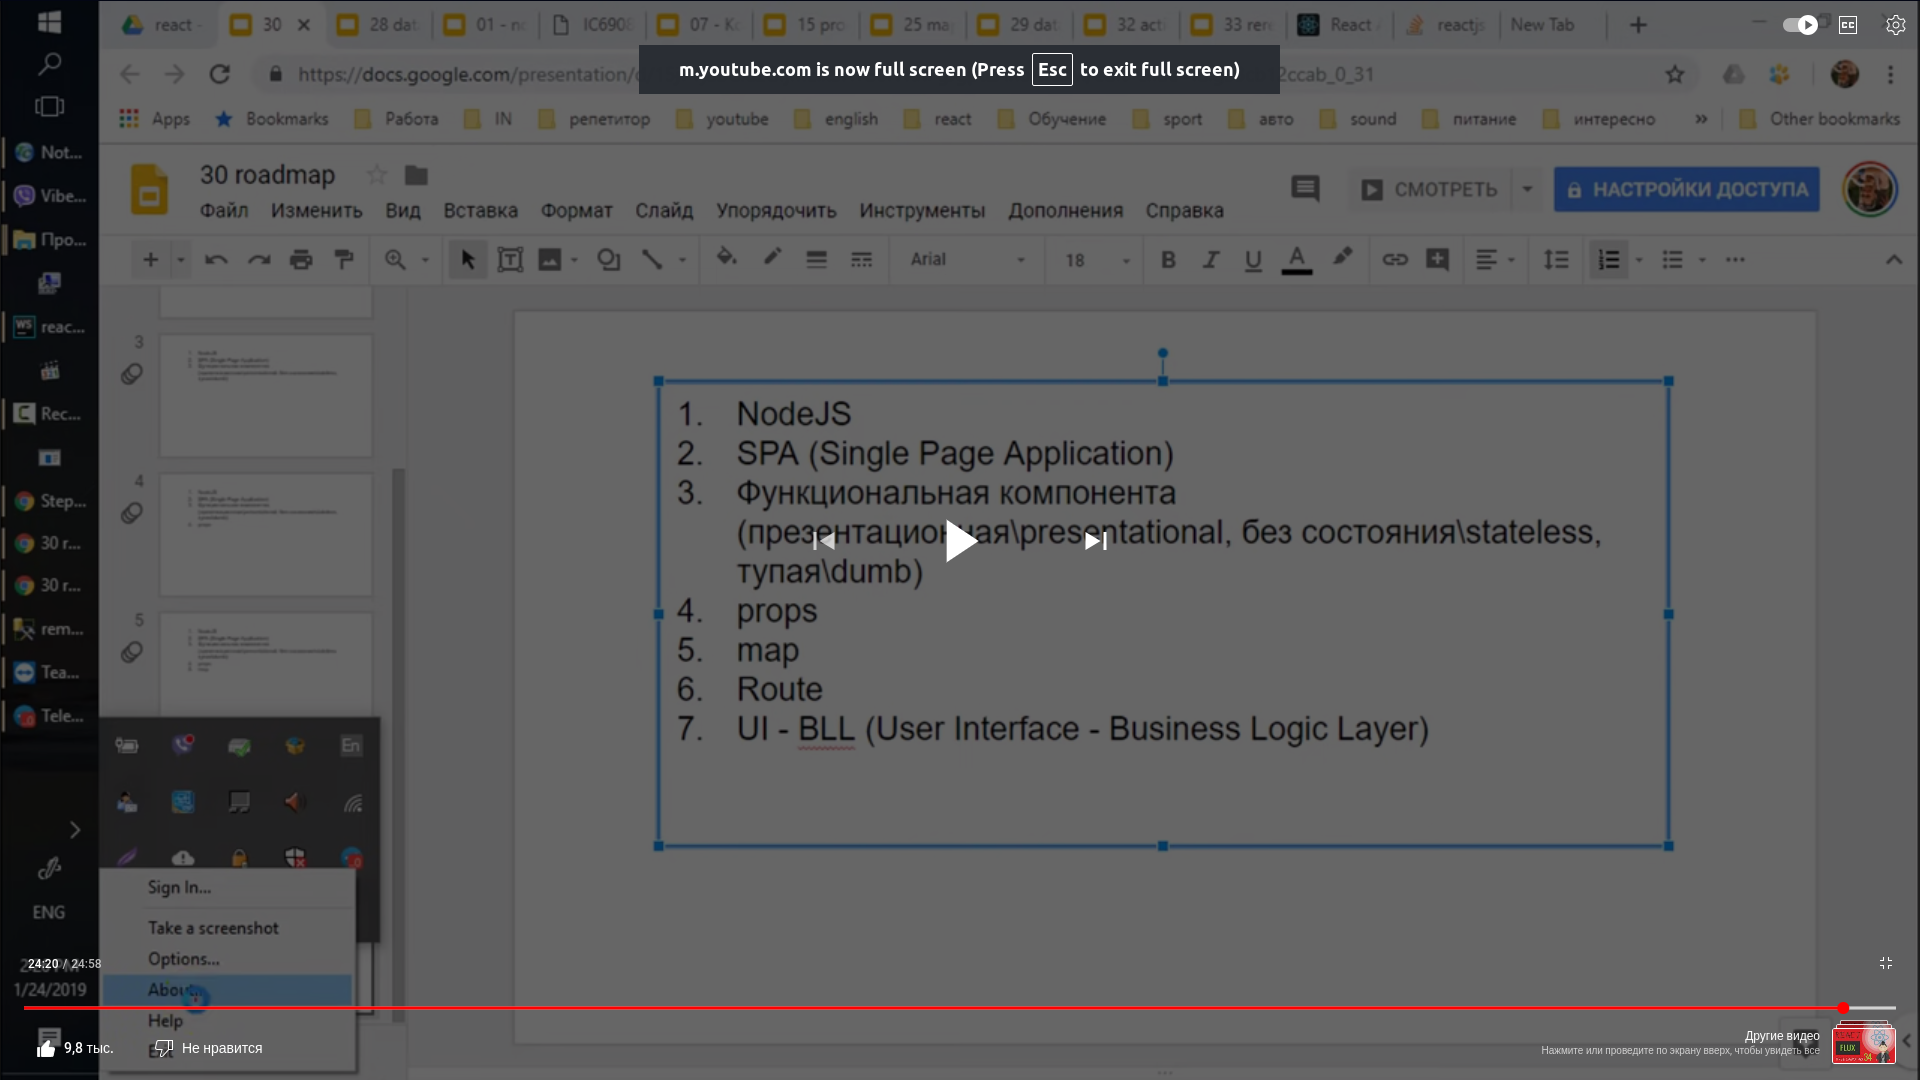 react -
30
28 dat
01 - n
IC6908
07 - Ко
15 pro
25 ma
29 dat
32 acti
33 rere
React
reactjs
New Tab
https://docs.google.com/presentation/
2ccab_0_31
m.youtube.com is now full screen (Press Esc to exit full screen)
Apps
Bookmarks
Работа
IN
репетитор
youtube
english
react
Обучение
sport
авто
sound
питание
интересно
»
Other bookmarks
Not...
Vibe...
Про...
reac...
Rec...
Step...
30 r...
30 r...
rem...
Tea...
Tele...
30 roadmap
СМОТРЕТЬ
НАСТРОЙКИ ДОСТУПА
Файл Изменить Вид Вставка Формат Слайд Упорядочить Инструменты Дополнения Справка
Arial
18
3
4
5
1. NodeJS
2. SPA (Single Page Application)
3. Функциональная компонента
(презентационная\presentational, без состояния\stateless,
тупая\dumb)
4. props
5. map
6. Route
7. UI - BLL (User Interface - Business Logic Layer)
En
Sign In...
Take a screenshot
Options...
About...
Help
ENG
24:20 / 24:58
1/24/2019
9,8 тыс.
Не нравится
Другие видео
Нажмите или проведите по экрану вверх, чтобы увидеть все
FLUX
34